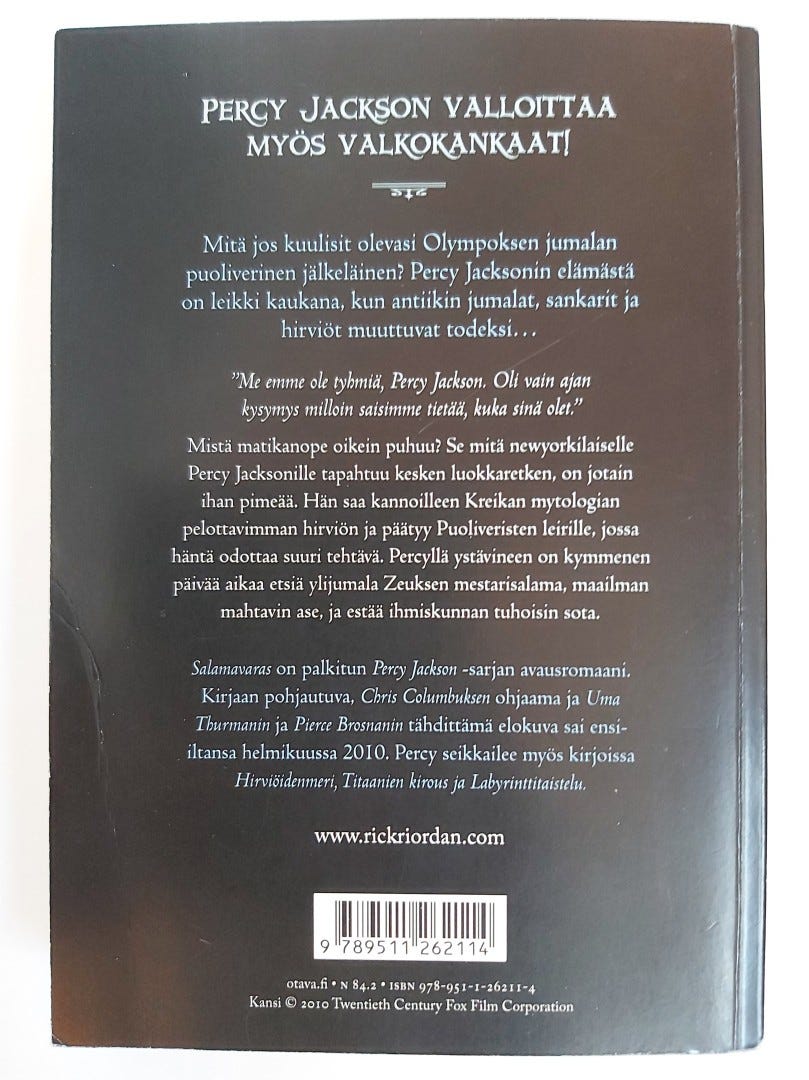 PERCY JACKSON VALLOITTAA
MYÖS VALKOKANKAAT!
Mitä jos kuulisit olevasi Olympoksen jumalan
puoliverinen jälkeläinen? Percy Jacksonin elämästä
on leikki kaukana, kun antiikin jumalat, sankarit ja
hirviöt muuttuvat todeksi...
”Me emme ole tyhmiä, Percy Jackson. Oli vain ajan
kysymys milloin saisimme tietää, kuka sinä olet.”
Mistä matikanope oikein puhuu? Se mitä newyorkilaiselle
Percy Jacksonille tapahtuu kesken luokkaretken, on jotain
ihan pimeää. Hän saa kannoilleen Kreikan mytologian
pelottavimman hirviön ja päätyy Puoliveristen leirille, jossa
häntä odottaa suuri tehtävä. Percyllä ystävineen on kymmenen
päivää aikaa etsiä ylijumala Zeuksen mestarisalama, maailman
mahtavin ase, ja estää ihmiskunnan tuhoisin sota.
Salamavaras on palkitun Percy Jackson -sarjan avausromaani.
Kirjaan pohjautuva, Chris Columbuksen ohjaama ja Uma
Thurmanin ja Pierce Brosnanin tähdittämä elokuva sai ensi-
iltansa helmikuussa 2010. Percy seikkailee myös kirjoissa
Hirviöidenmeri, Titaanien kirous ja Labyrinttitaistelu.
www.rickriordan.com
9 789511 262114
otava.fi • N 84.2 • ISBN 978-951-1-26211-4
Kansi © 2010 Twentieth Century Fox Film Corporation